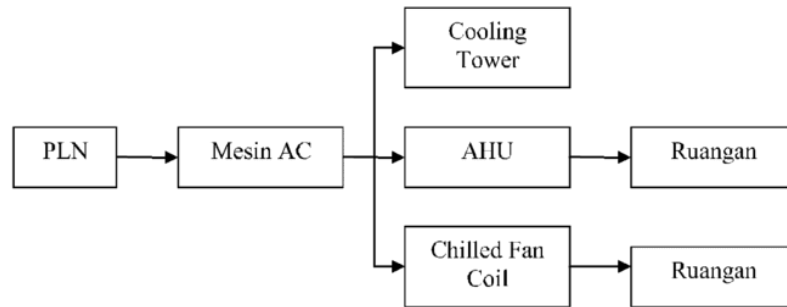 Cooling
Tower
PLN
Mesin AC
AHU
Ruangan
Chilled Fan
Coil
Ruangan